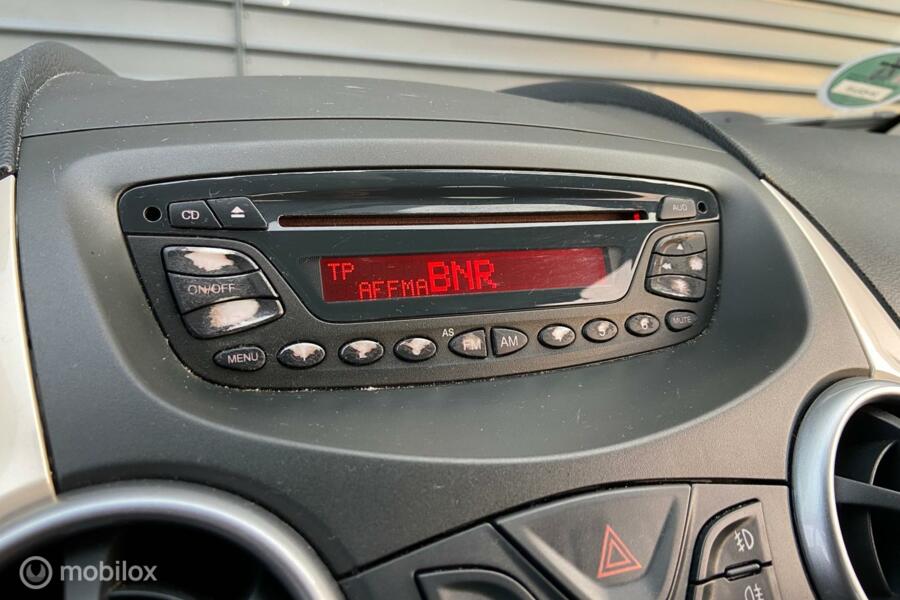 CD
AUD
TP
AFFMA BNR
ON/OFF
AS
MENU
FM
AM
MUTE
mobilox